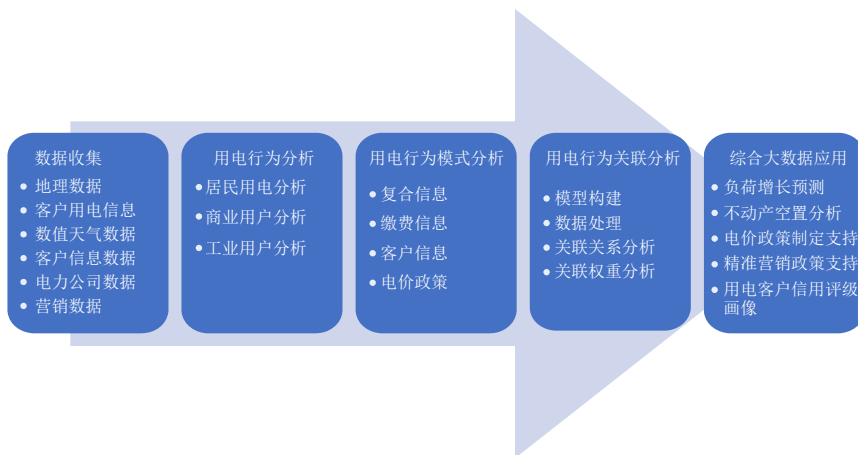 数据收集
• 地理数据
• 客户用电信息
• 数值天气数据
• 客户信息数据
• 电力公司数据
• 营销数据
用电行为分析
• 居民用电分析
• 商业用户分析
• 工业用户分析
用电行为模式分析
• 复合信息
• 缴费信息
• 客户信息
• 电价政策
用电行为关联分析
• 模型构建
• 数据处理
• 关联关系分析
• 关联权重分析
综合大数据应用
• 负荷增长预测
• 不动产空置分析
• 电价政策制定支持
• 精准营销政策支持
• 用电客户信用评级
画像